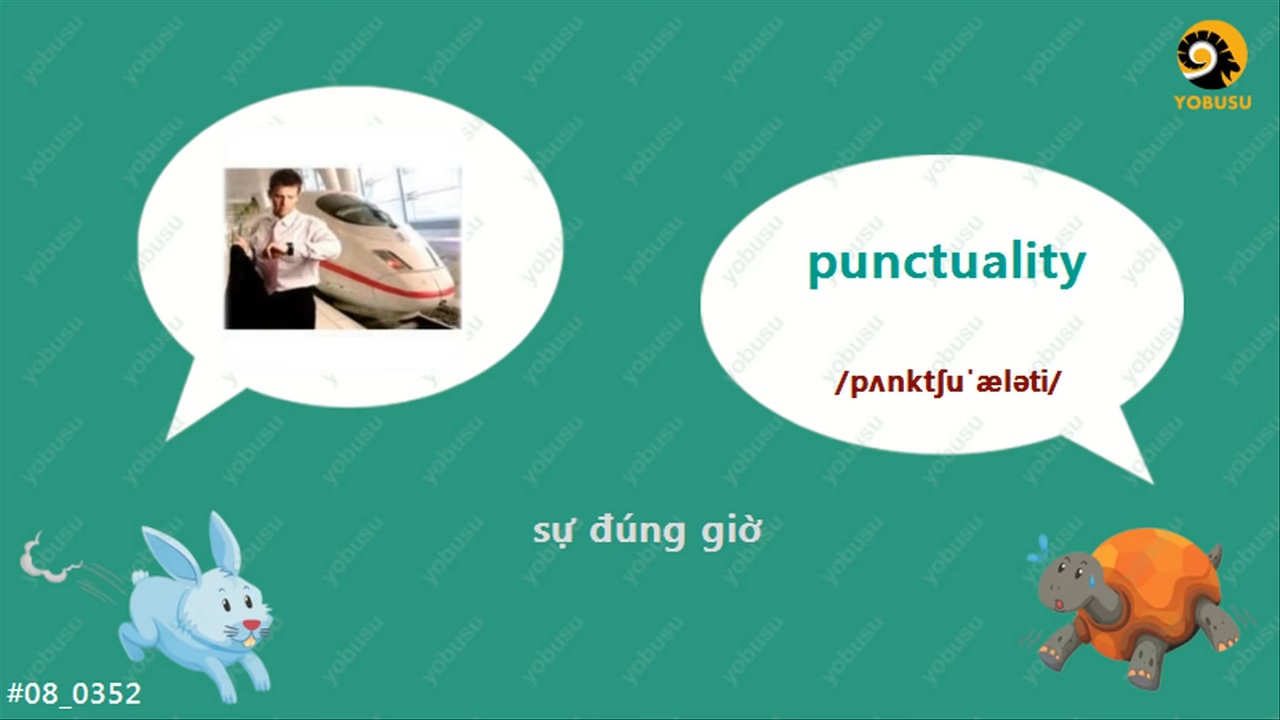 YOBUSU
punctuality
/pʌnktʃuˈæləti/
sự đúng giờ
#08_0352